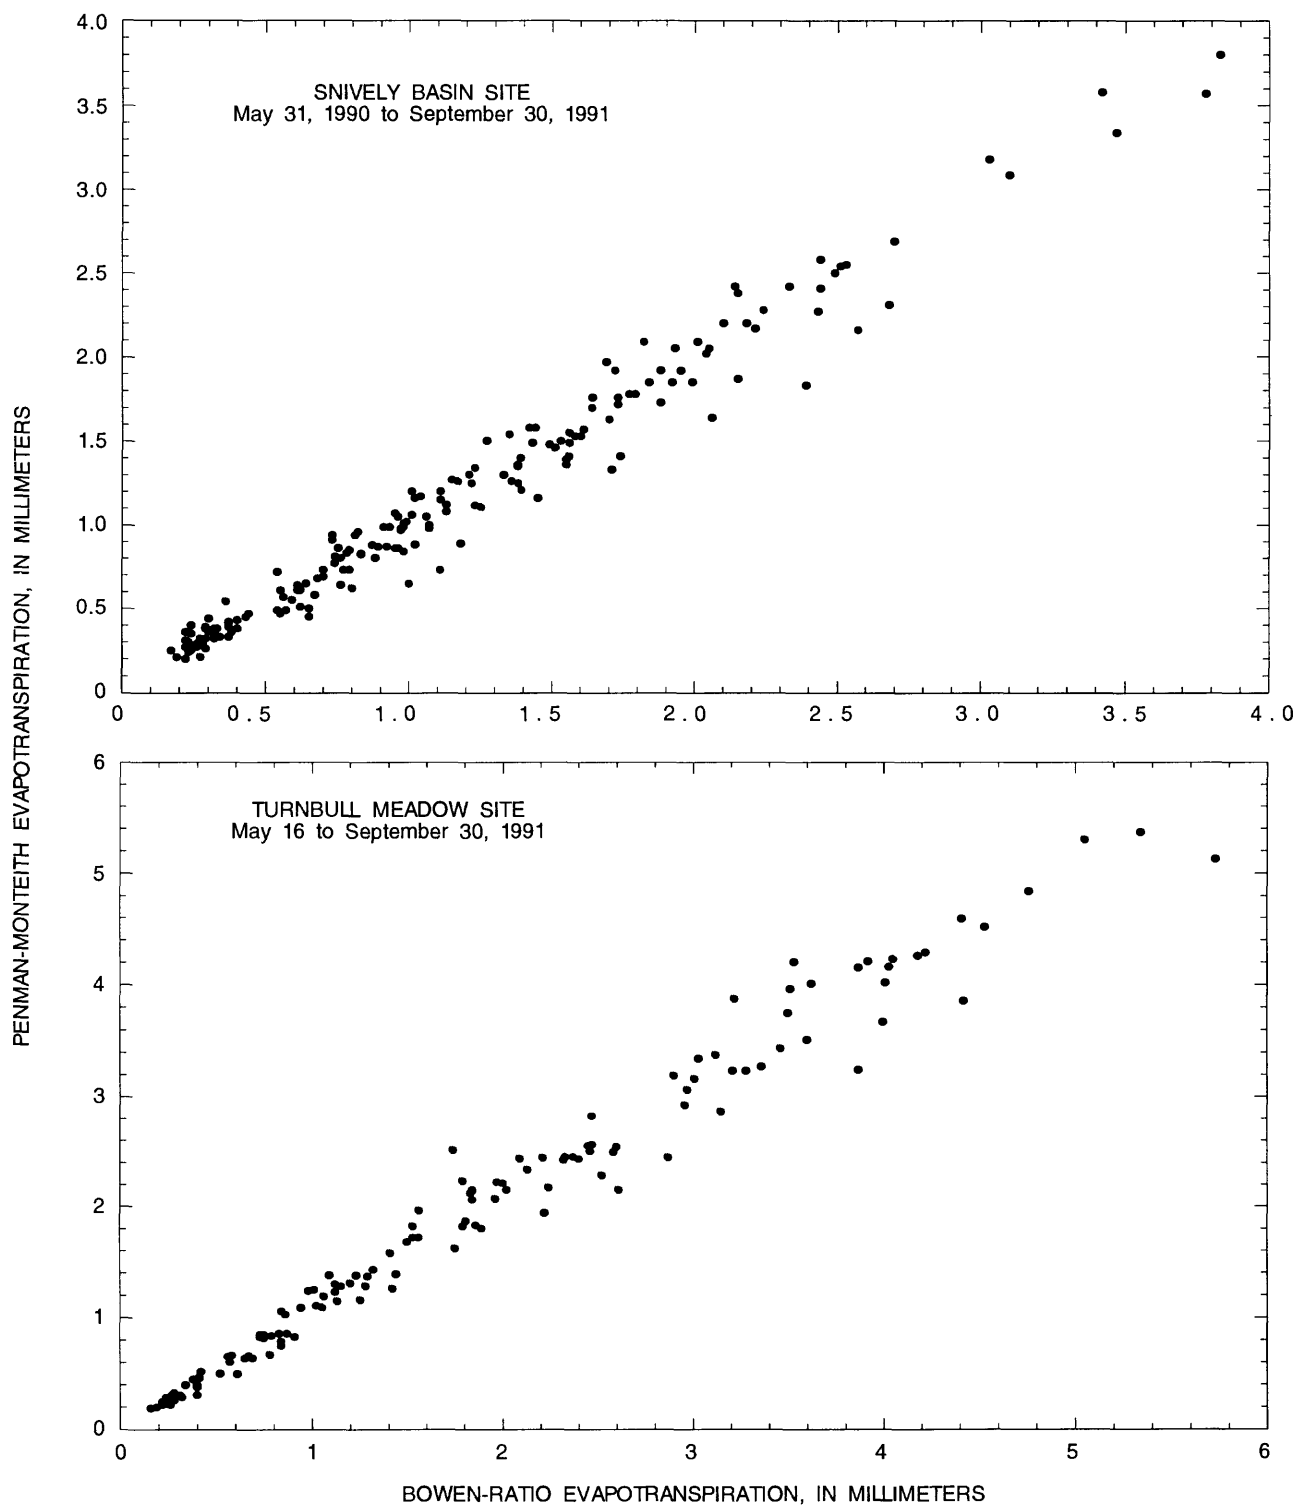 PENMAN-MONTEITH EVAPOTRANSPIRATION, IN MILLIMETERS
4.0
3.5
3.0
2.5
2.0
1.5
1.0
0.5
0
SNIVELY BASIN SITE
May 31, 1990 to September 30, 1991
0 0.5 1.0 1.5 2.0 2.5 3.0 3.5 4.0
6
5
4
3
2
1
0
TURNBULL MEADOW SITE
May 16 to September 30, 1991
0 1 2 3 4 5 6
BOWEN-RATIO EVAPOTRANSPIRATION, IN MILLIMETERS